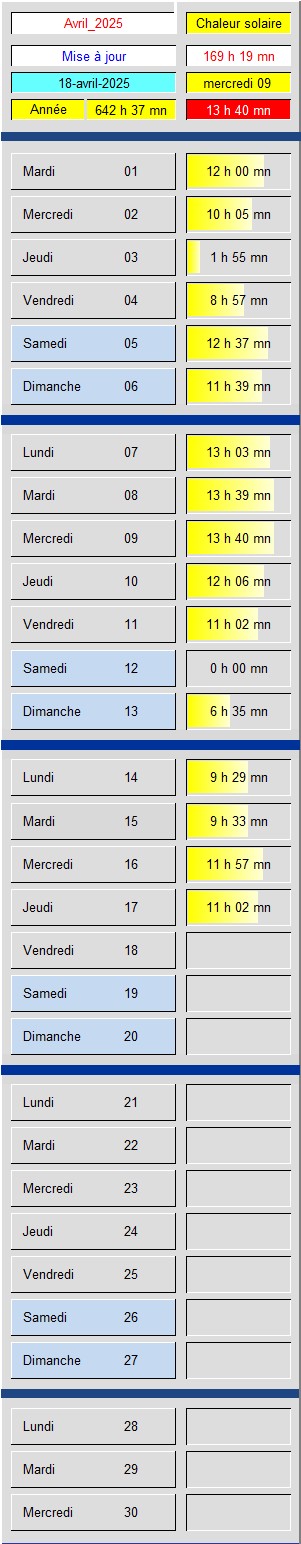 Avril_2025 Chaleur solaire
Mise à jour 169 h 19 mn
18-avril-2025 mercredi 09
Année 642 h 37 mn 13 h 40 mn
Mardi 01 12 h 00 mn
Mercredi 02 10 h 05 mn
Jeudi 03 1 h 55 mn
Vendredi 04 8 h 57 mn
Samedi 05 12 h 37 mn
Dimanche 06 11 h 39 mn
Lundi 07 13 h 03 mn
Mardi 08 13 h 39 mn
Mercredi 09 13 h 40 mn
Jeudi 10 12 h 06 mn
Vendredi 11 11 h 02 mn
Samedi 12 0 h 00 mn
Dimanche 13 6 h 35 mn
Lundi 14 9 h 29 mn
Mardi 15 9 h 33 mn
Mercredi 16 11 h 57 mn
Jeudi 17 11 h 02 mn
Vendredi 18
Samedi 19
Dimanche 20
Lundi 21
Mardi 22
Mercredi 23
Jeudi 24
Vendredi 25
Samedi 26
Dimanche 27
Lundi 28
Mardi 29
Mercredi 30